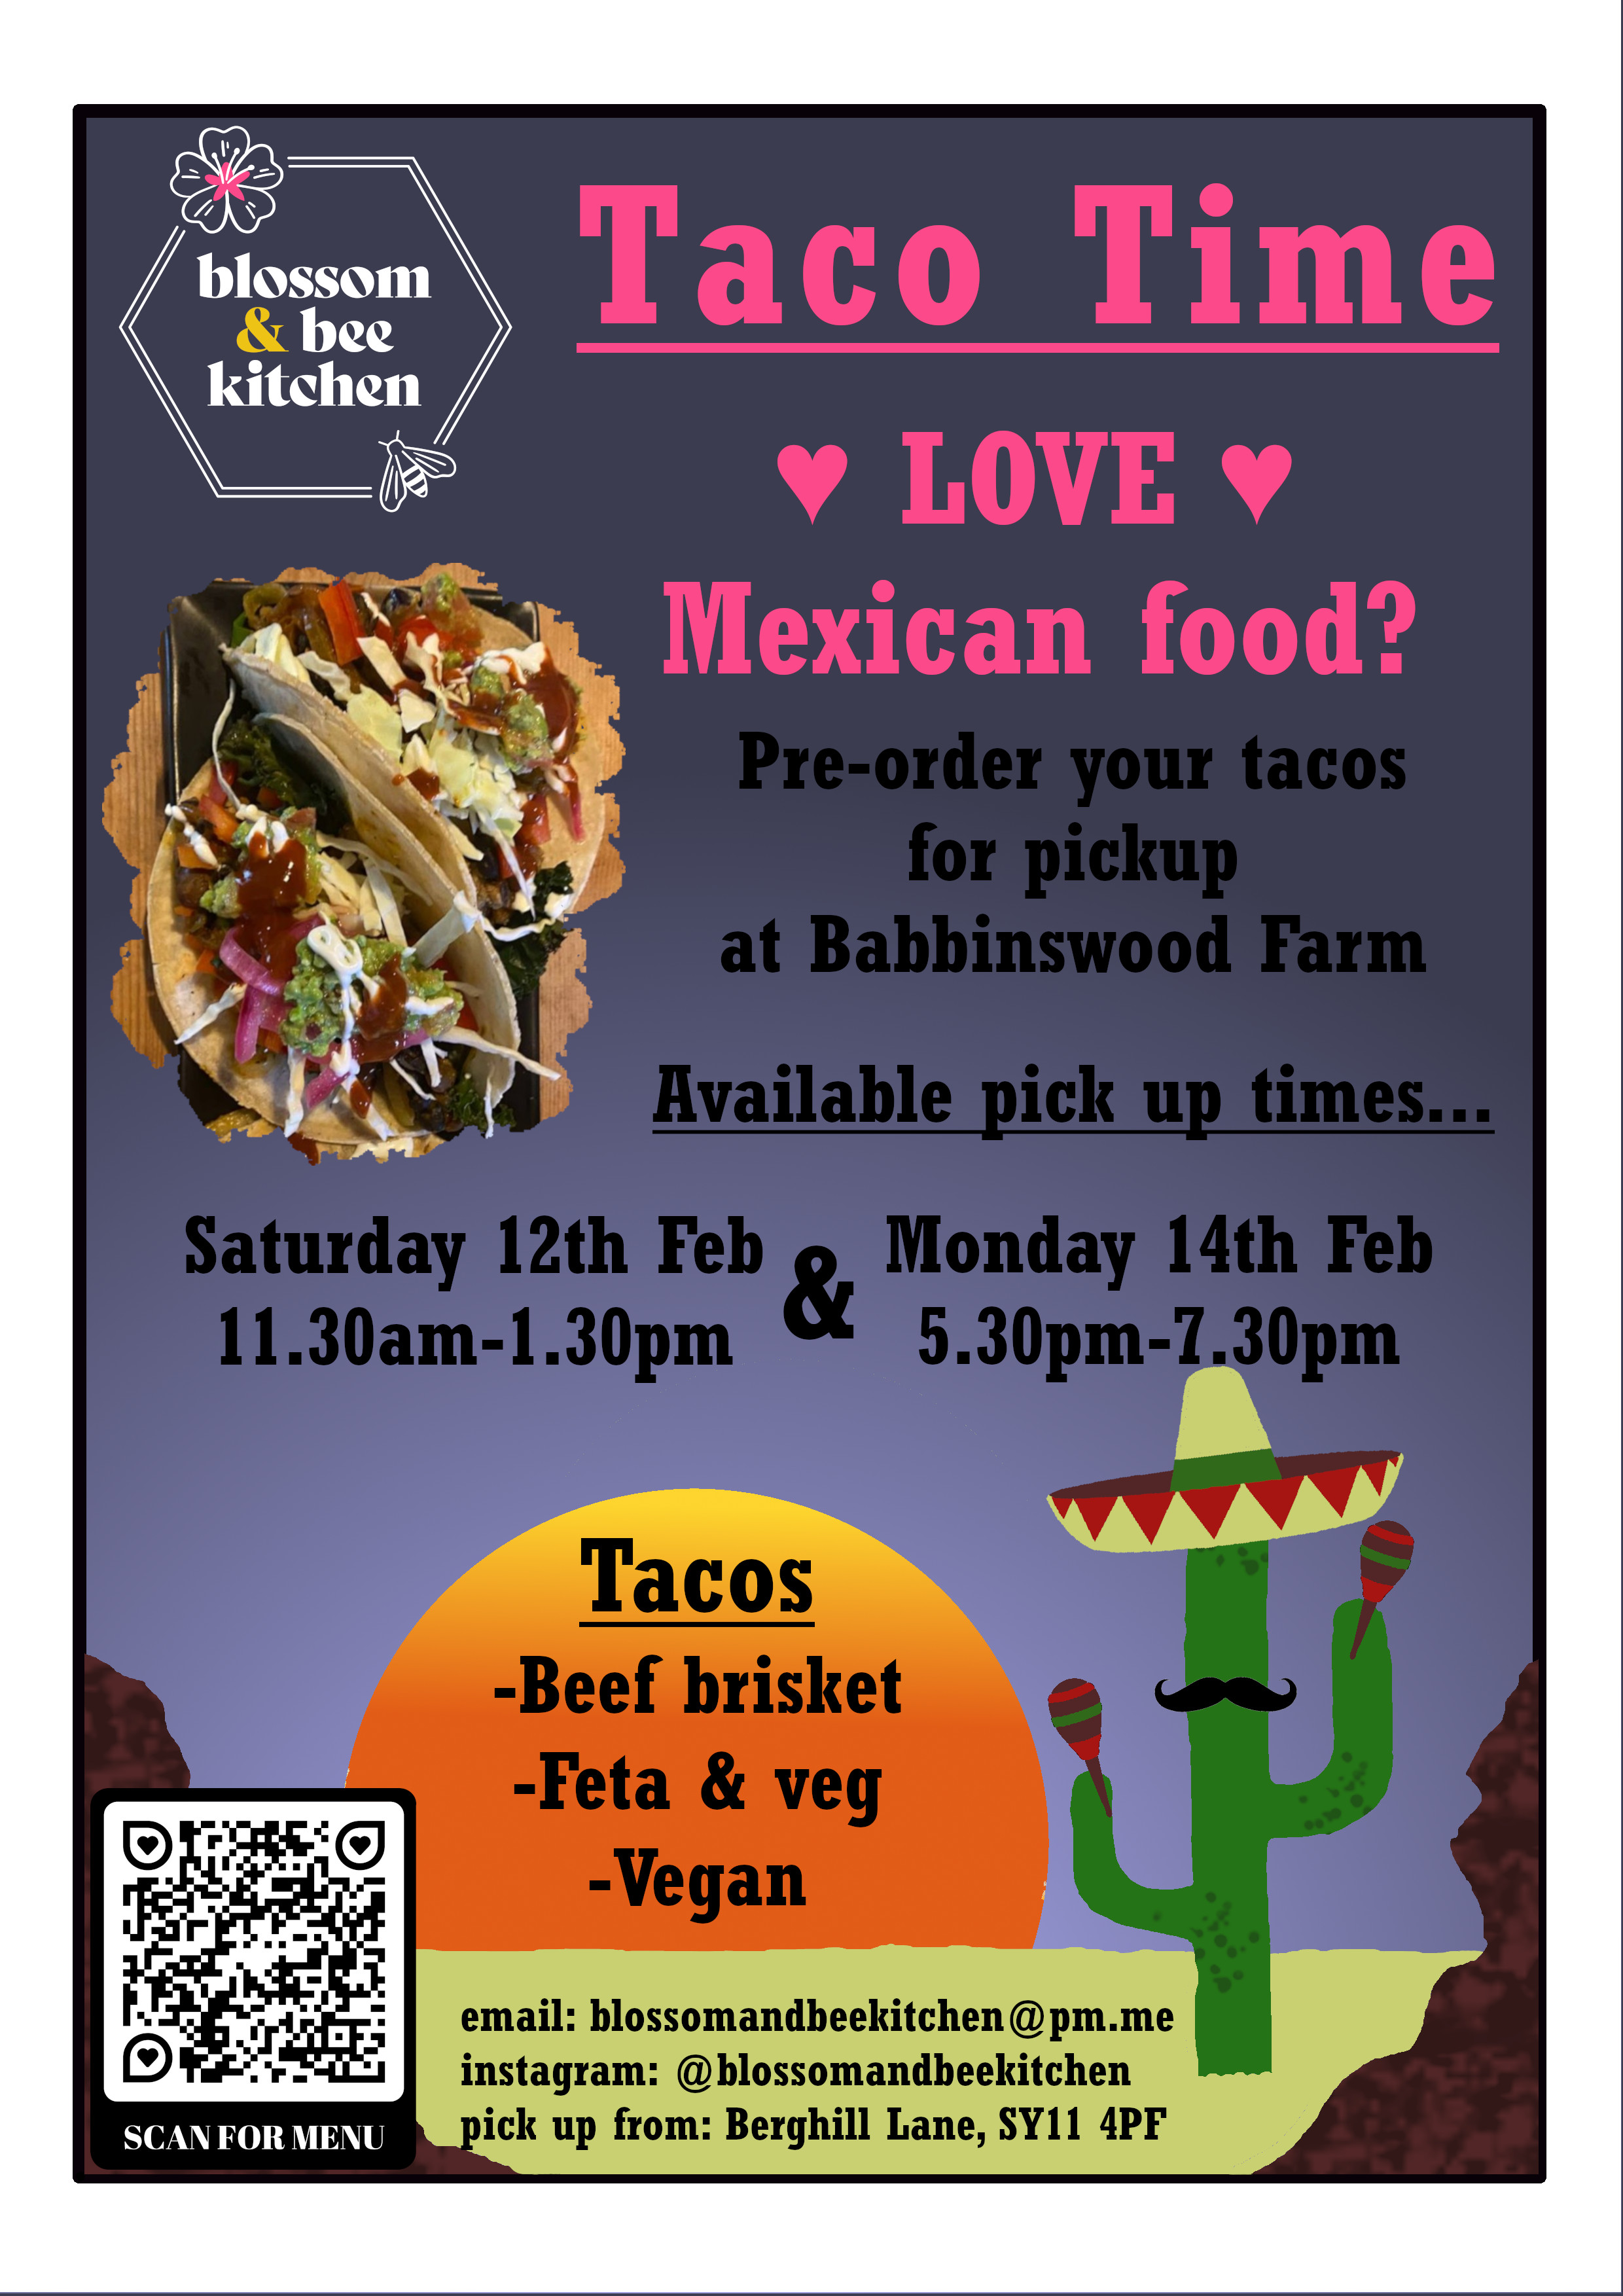 blossom
& bee
kitchen
Taco Time
♥ LOVE ♥
Mexican food?
Pre-order your tacos
for pickup
at Babbinswood Farm
Available pick up times...
Saturday 12th Feb
11.30am-1.30pm
&
Monday 14th Feb
5.30pm-7.30pm
Tacos
-Beef brisket
-Feta & veg
-Vegan
SCAN FOR MENU
email: blossomandbeekitchen@pm.me
instagram: @blossomandbeekitchen
pick up from: Berghill Lane, SY11 4PF